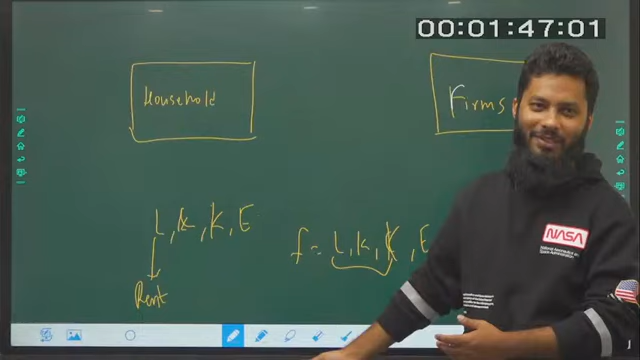 00:01:47:01
Household
Firms
L, K, K, E
f = L, K, K, E
Rent
NASA